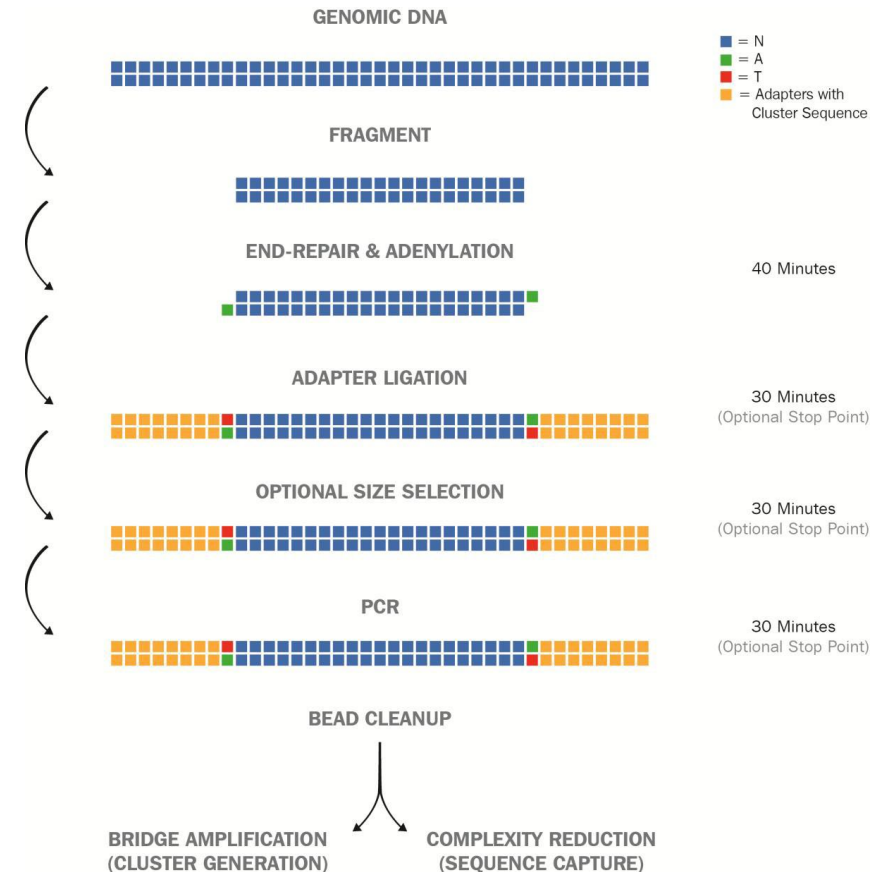 GENOMIC DNA
= N
= A
= T
= Adapters with
Cluster Sequence
FRAGMENT
END-REPAIR & ADENYLATION
40 Minutes
ADAPTER LIGATION
30 Minutes
(Optional Stop Point)
OPTIONAL SIZE SELECTION
30 Minutes
(Optional Stop Point)
PCR
30 Minutes
(Optional Stop Point)
BEAD CLEANUP
BRIDGE AMPLIFICATION
(CLUSTER GENERATION)
COMPLEXITY REDUCTION
(SEQUENCE CAPTURE)